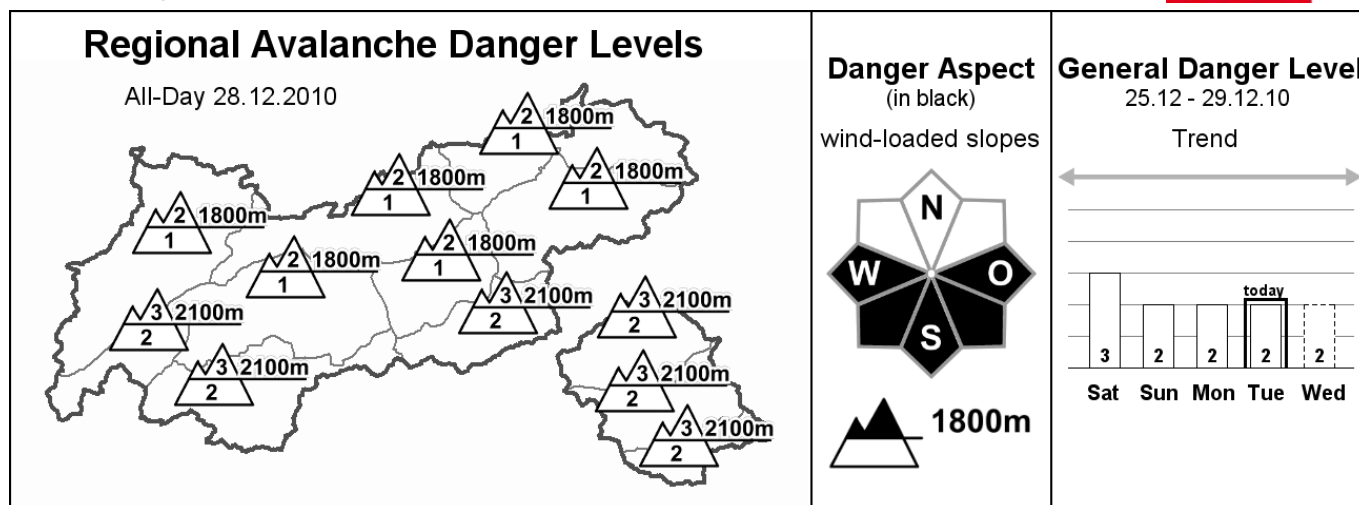 Regional Avalanche Danger Levels
All-Day 28.12.2010
2 1800m
1
2 1800m
1
2 1800m
1
2 1800m
1
2 1800m
1
2 1800m
1
3 2100m
2
3 2100m
2
3 2100m
2
3 2100m
2
3 2100m
2
3 2100m
2
Danger Aspect
(in black)
wind-loaded slopes
N
W
O
S
1800m
General Danger Level
25.12 - 29.12.10
Trend
today
3 2 2 2 2
Sat Sun Mon Tue Wed